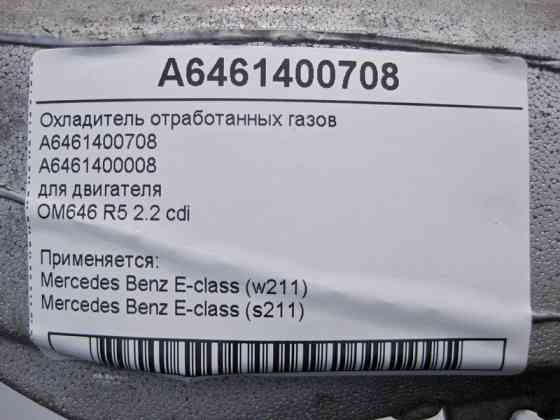 A6461400708
Охладитель отработанных газов
A6461400708
A6461400008
для двигателя
OM646 R5 2.2 cdi
Применяется:
Mercedes Benz E-class (w211)
Mercedes Benz E-class (s211)